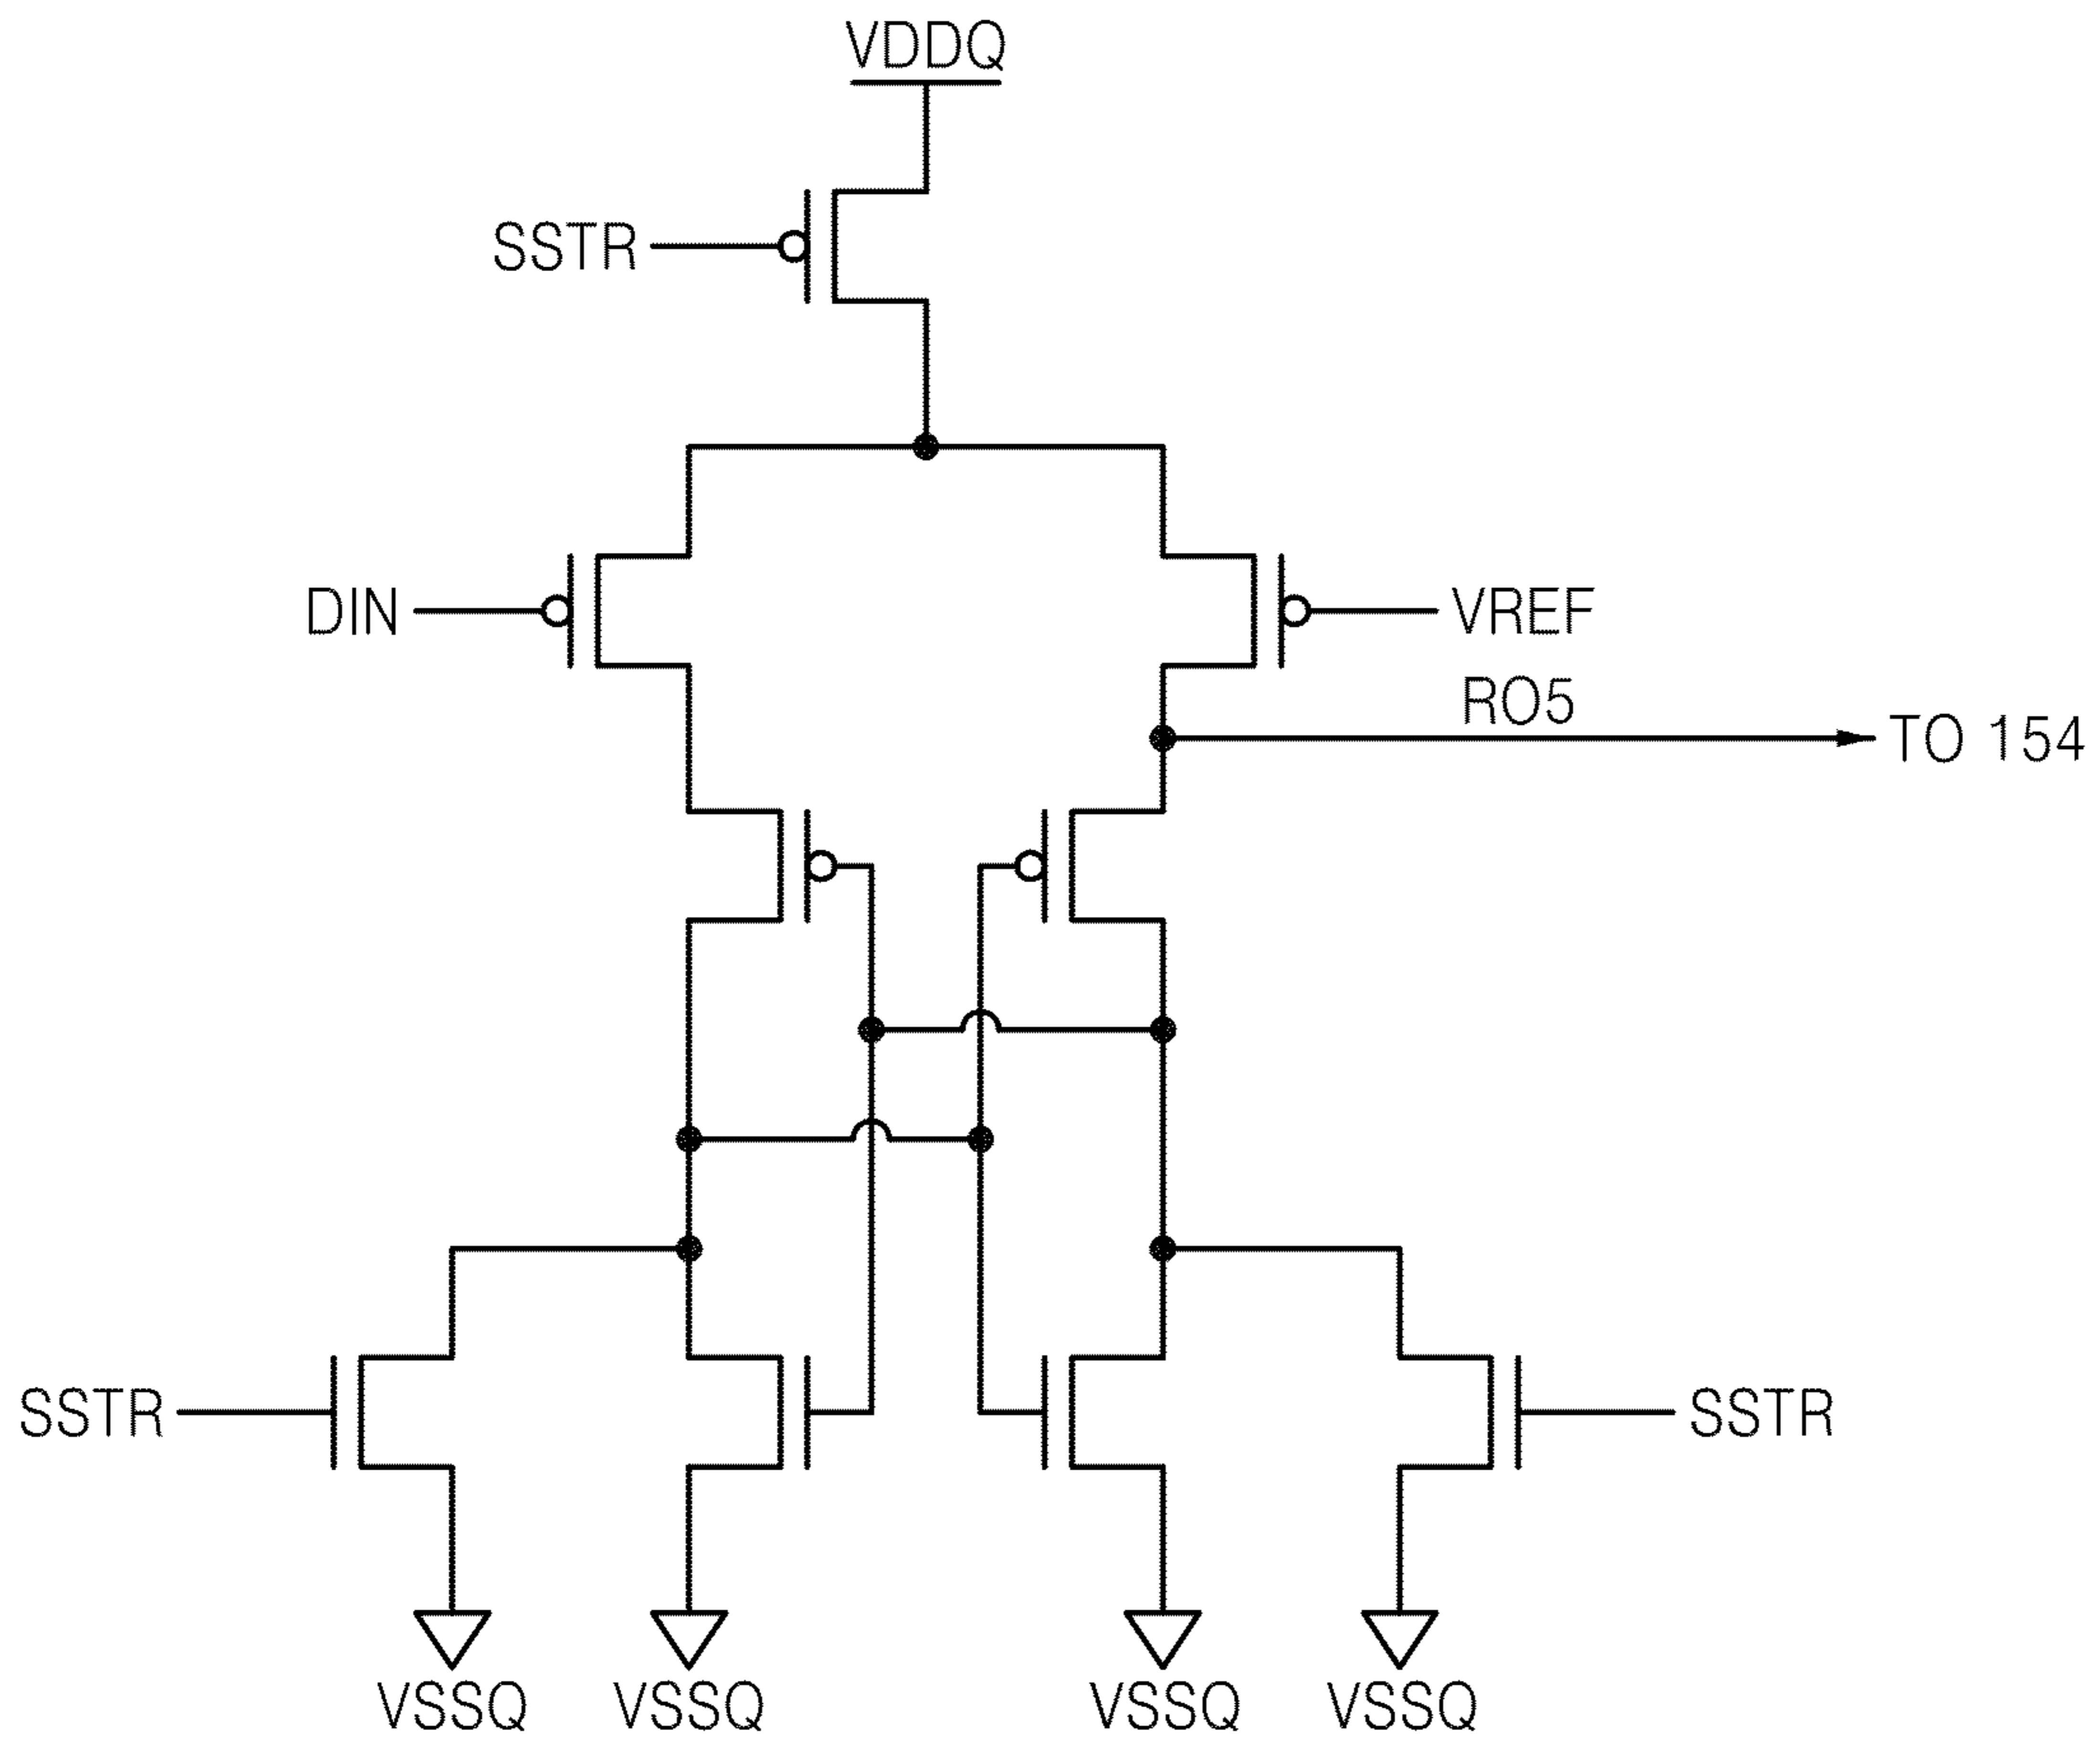 VDDQ
SSTR
DIN
VREF
RO5
TO 154
SSTR
SSTR
VSSQ
VSSQ
VSSQ
VSSQ